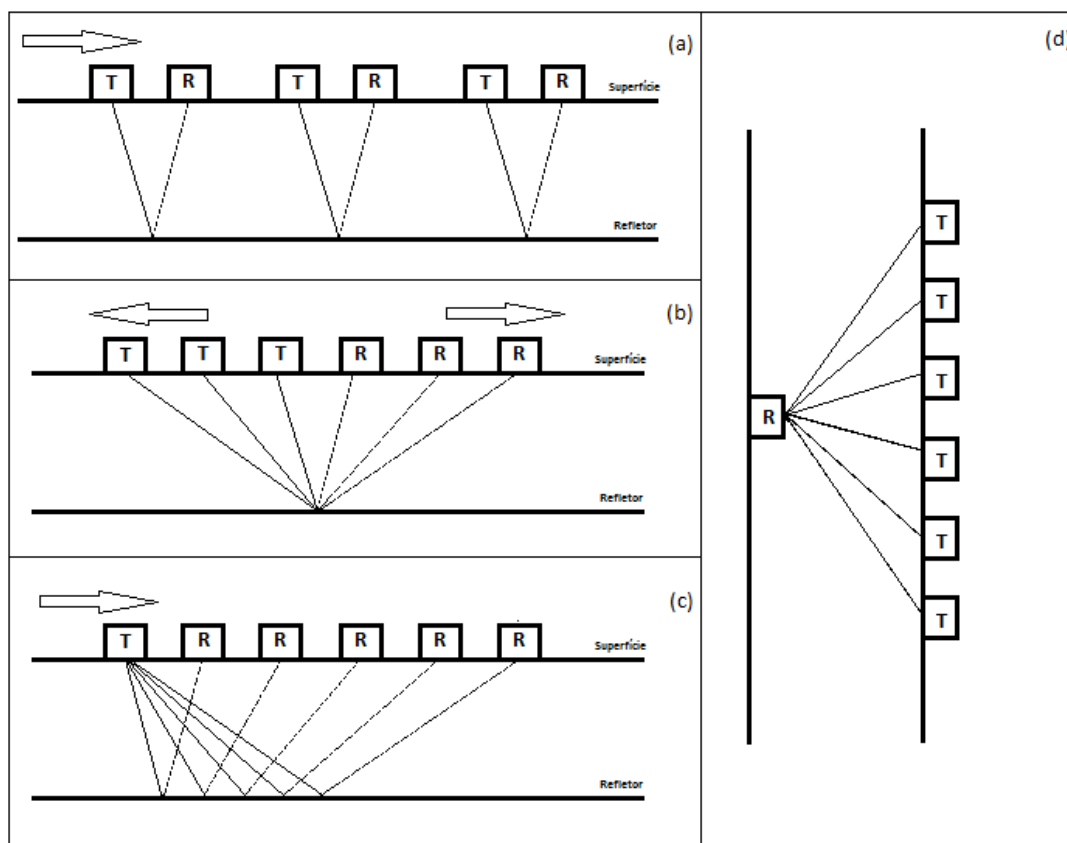 (a)
T R T R T R
Superfície
Refletor
(b)
T T T R R R
Superfície
Refletor
(c)
T R R R R R
Superfície
Refletor
(d)
T
T
T
R
T
T
T